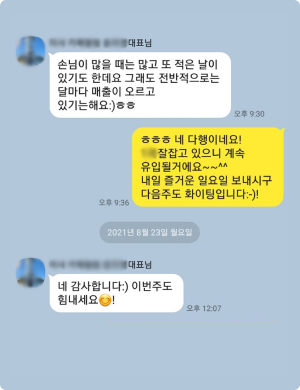 대표님
손님이 많을 때는 많고 또 적은 날이
있기도 한데요 그래도 전반적으로는
달마다 매출이 오르고
있기는해요:)ㅎㅎ
오후 9:30
ㅎㅎㅎ 네 다행이네요!
잘잡고 있으니 계속
유입될거에요~~^^
내일 즐거운 일요일 보내시구
다음주도 화이팅입니다:-)!
오후 9:36
2021년 8월 23일 월요일
대표님
네 감사합니다:) 이번주도
힘내세요😊!
오후 12:07